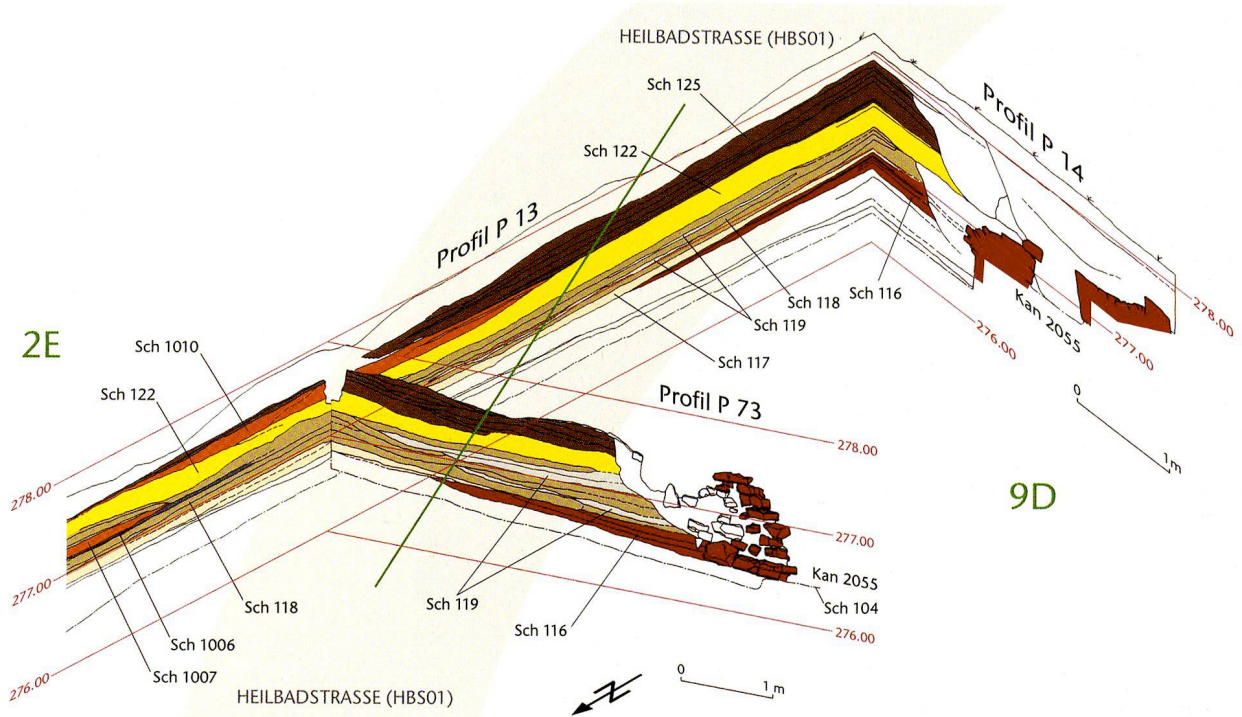 HEILBADSTRASSE (HBS01)
Sch 125
Sch 122
Profil P 14
Profil P 13
Sch 118
Sch 116
Sch 119
Sch 117
Kan 2055
278.00
277.00
276.00
0
1 m
2E
Sch 1010
Sch 122
Profil P 73
278.00
278.00
9D
277.00
277.00
Kan 2055
Sch 104
276.00
Sch 119
Sch 116
Sch 118
Sch 1006
Sch 1007
276.00
HEILBADSTRASSE (HBS01)
N
0
1 m